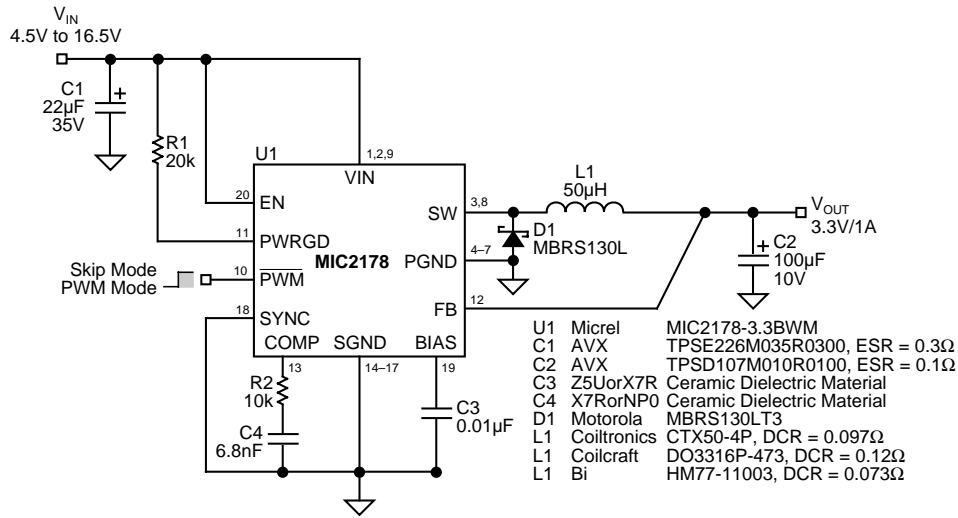 VIN
4.5V to 16.5V
C1
22µF
35V
+
R1
20k
U1
1,2,9
VIN
20
EN
11
PWRGD
MIC2178
Skip Mode
PWM Mode
10
PWM
18
SYNC
COMP
SGND
BIAS
SW
3,8
PGND
4–7
FB
12
L1
50µH
D1
MBRS130L
VOUT
3.3V/1A
+
C2
100µF
10V
13
14–17
19
R2
10k
C4
6.8nF
C3
0.01µF
U1 Micrel MIC2178-3.3BWM
C1 AVX TPSE226M035R0300, ESR = 0.3Ω
C2 AVX TPSD107M010R0100, ESR = 0.1Ω
C3 Z5UorX7R Ceramic Dielectric Material
C4 X7RorNP0 Ceramic Dielectric Material
D1 Motorola MBRS130LT3
L1 Coiltronics CTX50-4P, DCR = 0.097Ω
L1 Coilcraft DO3316P-473, DCR = 0.12Ω
L1 Bi HM77-11003, DCR = 0.073Ω